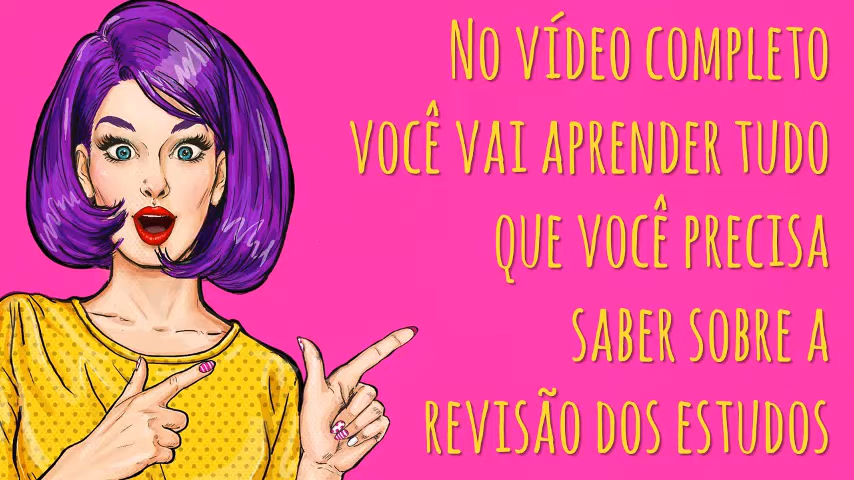 No vídeo completo
você vai aprender tudo
que você precisa
saber sobre a
revisão dos estudos